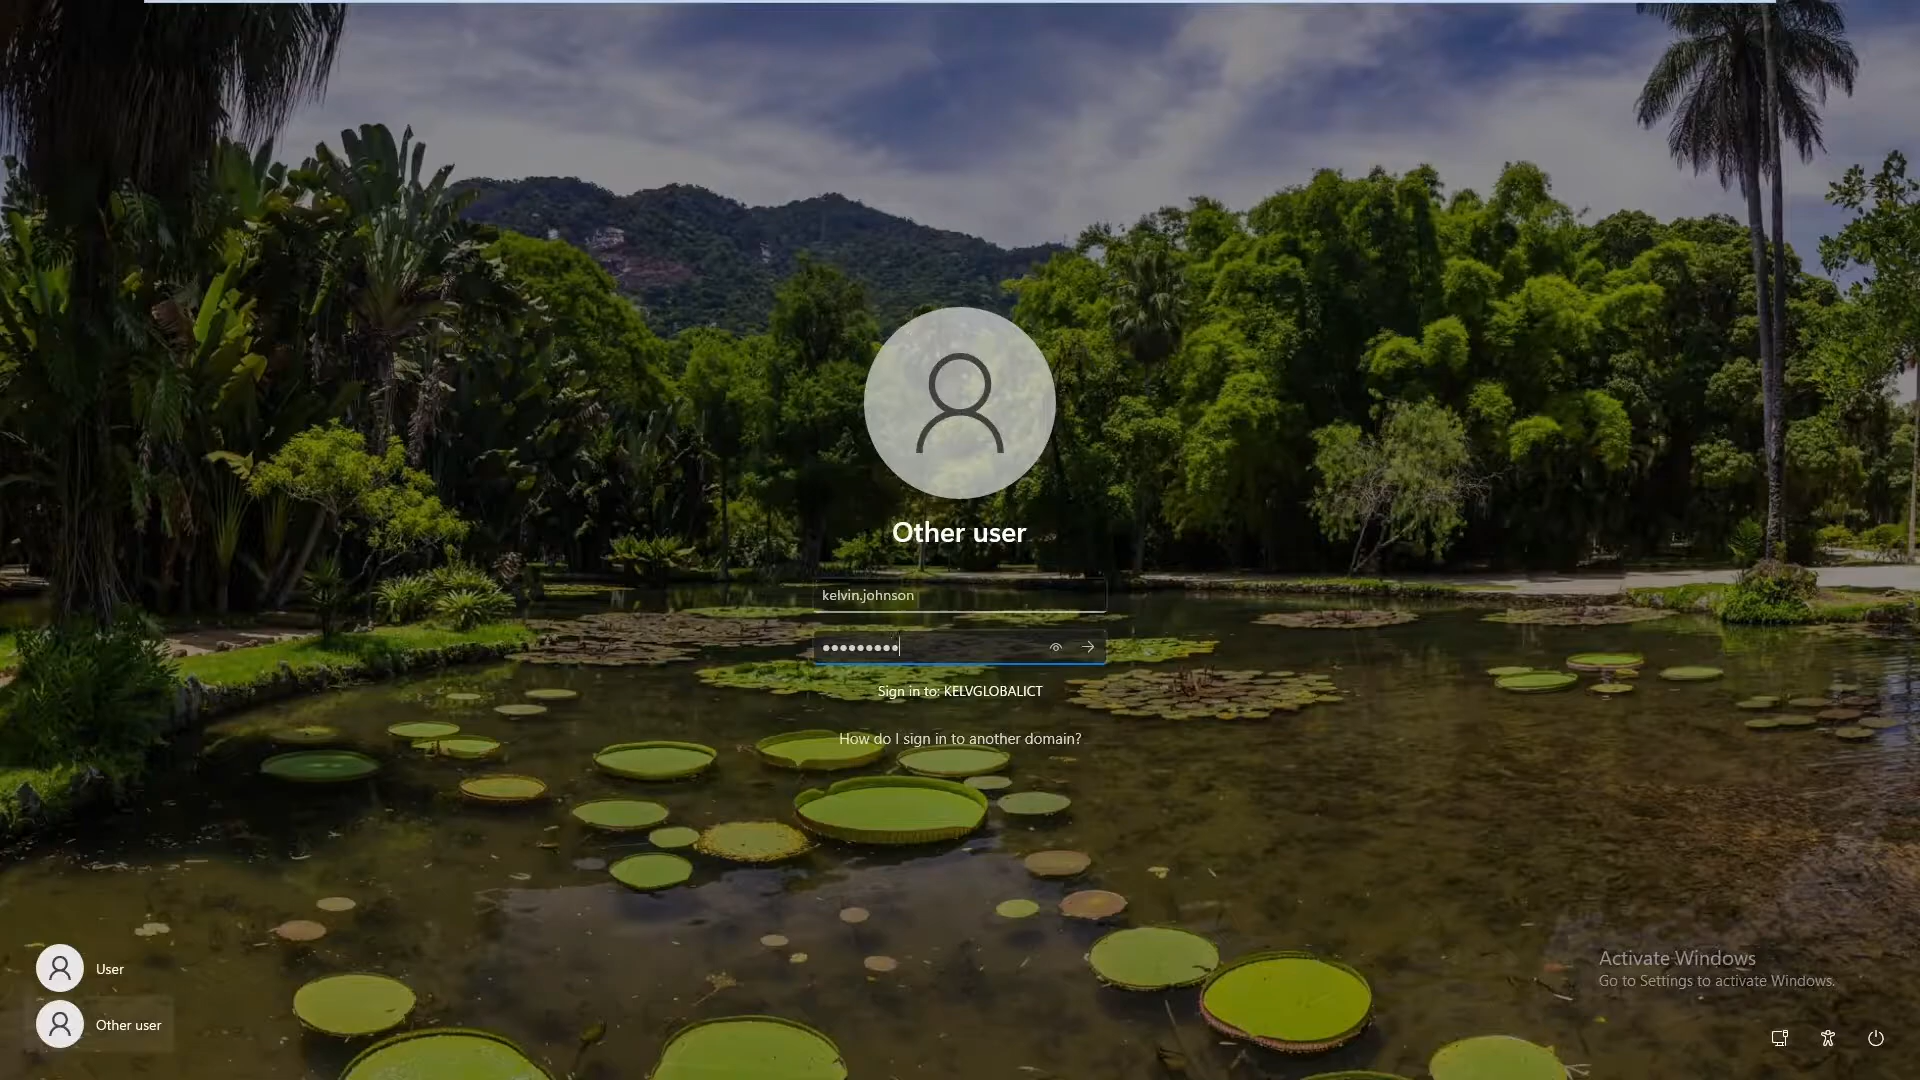 Other user
kelvin.johnson
Sign in to: KELVGLOBALICT
How do I sign in to another domain?
User
Other user
Activate Windows
Go to Settings to activate Windows.